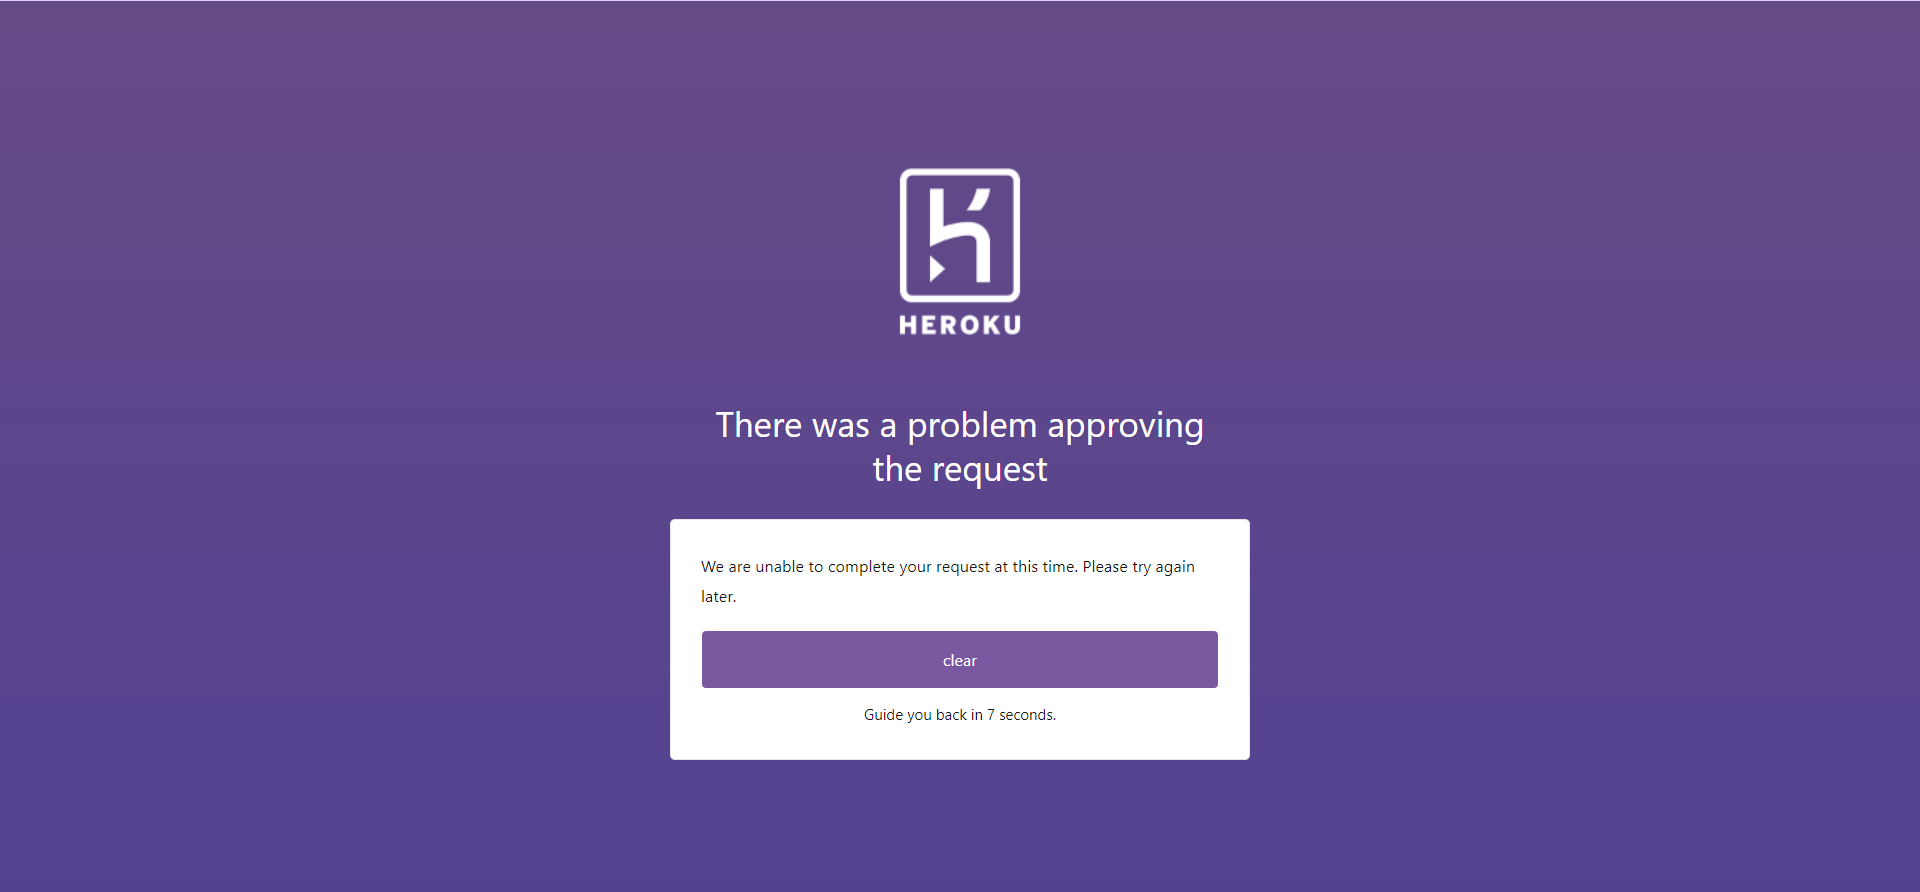 HEROKU
There was a problem approving
the request
We are unable to complete your request at this time. Please try again
later.
clear
Guide you back in 7 seconds.